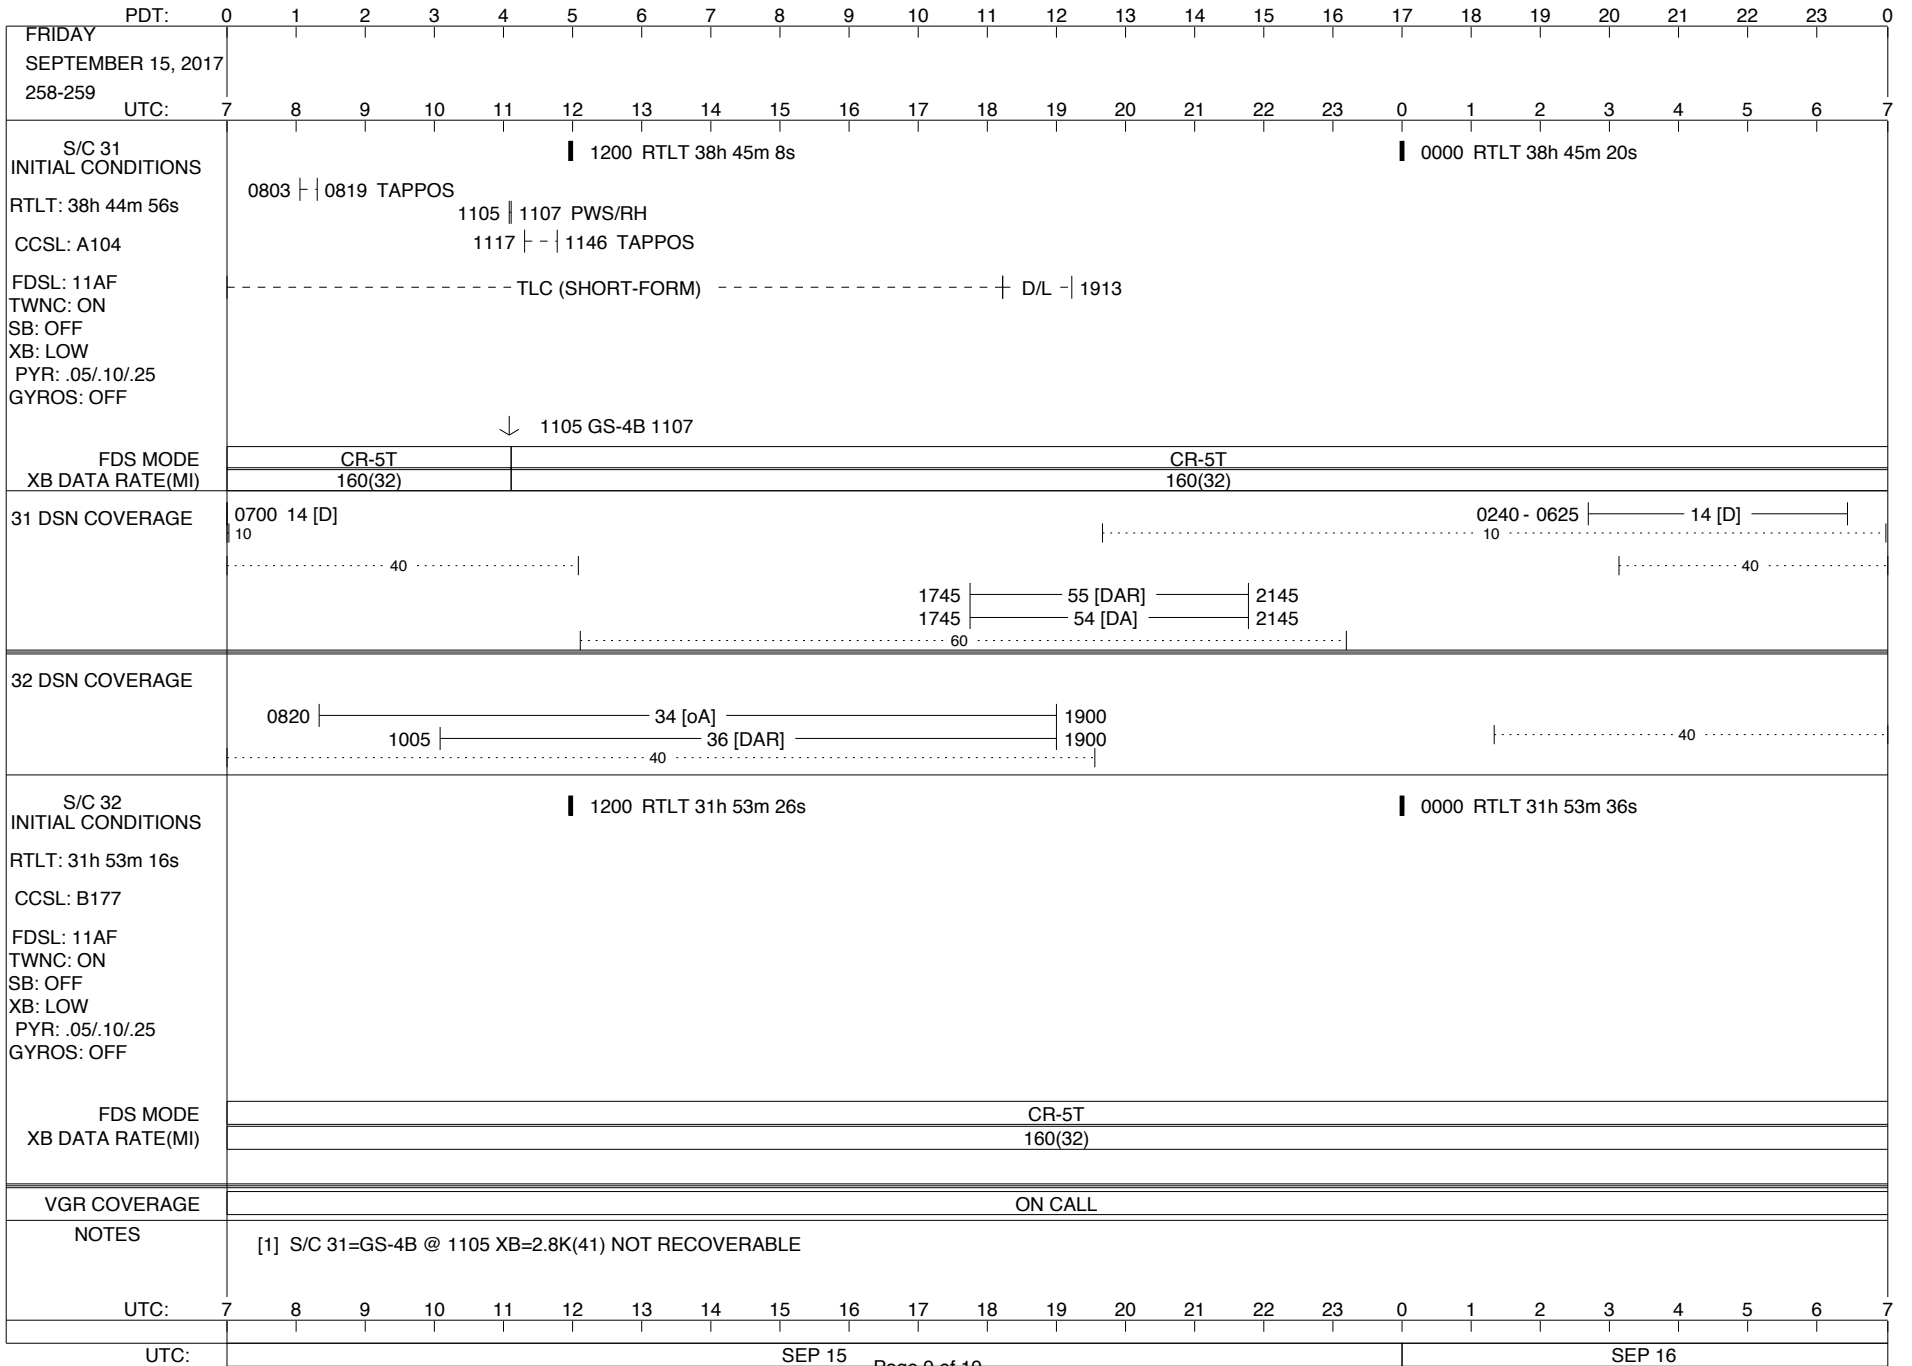 PDT: 0 1 2 3 4 5 6 7 8 9 10 11 12 13 14 15 16 17 18 19 20 21 22 23 0
FRIDAY
SEPTEMBER 15, 2017
258-259
UTC: 7 8 9 10 11 12 13 14 15 16 17 18 19 20 21 22 23 0 1 2 3 4 5 6 7
S/C 31
INITIAL CONDITIONS
1200 RTLT 38h 45m 8s
0000 RTLT 38h 45m 20s
0803 0819 TAPPOS
RTLT: 38h 44m 56s
1105 1107 PWS/RH
CCSL: A104
1117 1146 TAPPOS
FDSL: 11AF
TLC (SHORT-FORM) D/L 1913
TWNC: ON
SB: OFF
XB: LOW
PYR: .05/.10/.25
GYROS: OFF
1105 GS-4B 1107
FDS MODE CR-5T CR-5T
XB DATA RATE(MI) 160(32) 160(32)
31 DSN COVERAGE
0700 14 [D]
0240 - 0625 14 [D]
10
10
40
40
1745 55 [DAR] 2145
1745 54 [DA] 2145
60
32 DSN COVERAGE
0820 34 [oA] 1900
1005 36 [DAR] 1900
40
40
S/C 32
INITIAL CONDITIONS
1200 RTLT 31h 53m 26s
0000 RTLT 31h 53m 36s
RTLT: 31h 53m 16s
CCSL: B177
FDSL: 11AF
TWNC: ON
SB: OFF
XB: LOW
PYR: .05/.10/.25
GYROS: OFF
FDS MODE CR-5T
XB DATA RATE(MI) 160(32)
VGR COVERAGE ON CALL
NOTES
[1] S/C 31=GS-4B @ 1105 XB=2.8K(41) NOT RECOVERABLE
UTC: 7 8 9 10 11 12 13 14 15 16 17 18 19 20 21 22 23 0 1 2 3 4 5 6 7
UTC: SEP 15 SEP 16
Page 9 of 19